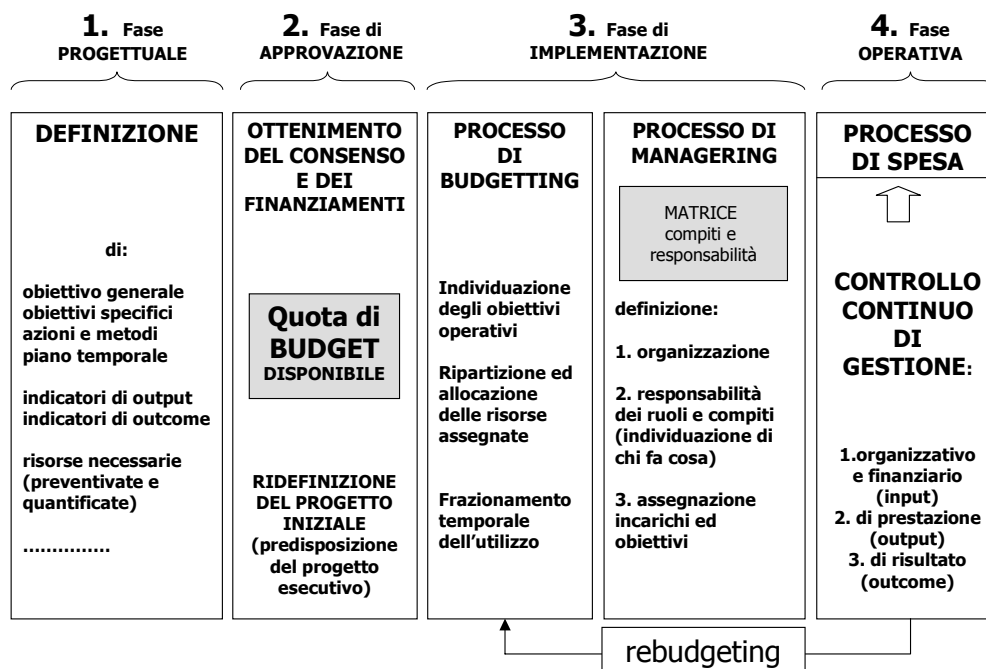 1. Fase
PROGETTUALE
2. Fase di
APPROVAZIONE
3. Fase di
IMPLEMENTAZIONE
4. Fase
OPERATIVA
DEFINIZIONE
di:
obiettivo generale
obiettivi specifici
azioni e metodi
piano temporale
indicatori di output
indicatori di outcome
risorse necessarie
(preventivate e
quantificate)
……………
OTTENIMENTO
DEL CONSENSO
E DEI
FINANZIAMENTI
Quota di
BUDGET
DISPONIBILE
RIDEFINIZIONE
DEL PROGETTO
INIZIALE
(predisposizione
del progetto
esecutivo)
PROCESSO
DI
BUDGETTING
Individuazione
degli obiettivi
operativi
Ripartizione ed
allocazione
delle risorse
assegnate
Frazionamento
temporale
dell'utilizzo
PROCESSO DI
MANAGERING
MATRICE
compiti e
responsabilità
definizione:
1. organizzazione
2. responsabilità
dei ruoli e compiti
(individuazione di
chi fa cosa)
3. assegnazione
incarichi ed
obiettivi
PROCESSO
DI SPESA
CONTROLLO
CONTINUO
DI
GESTIONE:
1.organizzativo
e finanziario
(input)
2. di prestazione
(output)
3. di risultato
(outcome)
rebudgeting